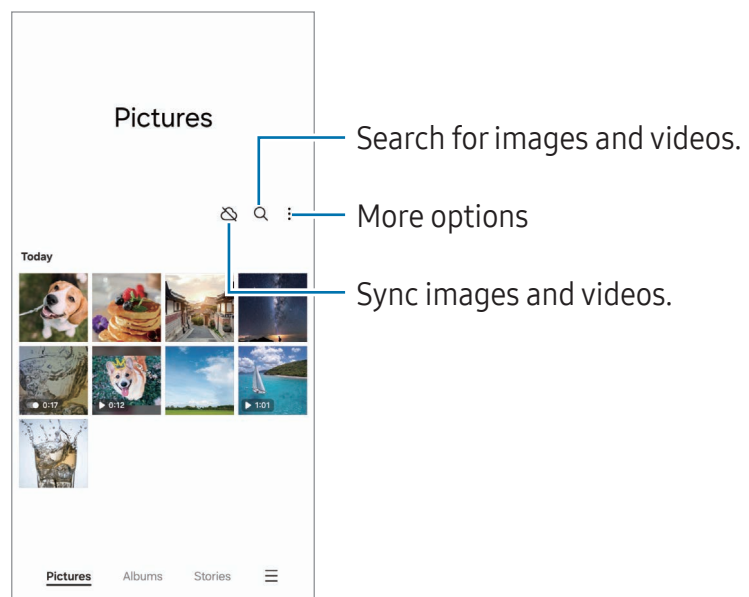 Pictures
Search for images and videos.
More options
Today
Sync images and videos.
0:17
0:12
1:01
Pictures
Albums
Stories